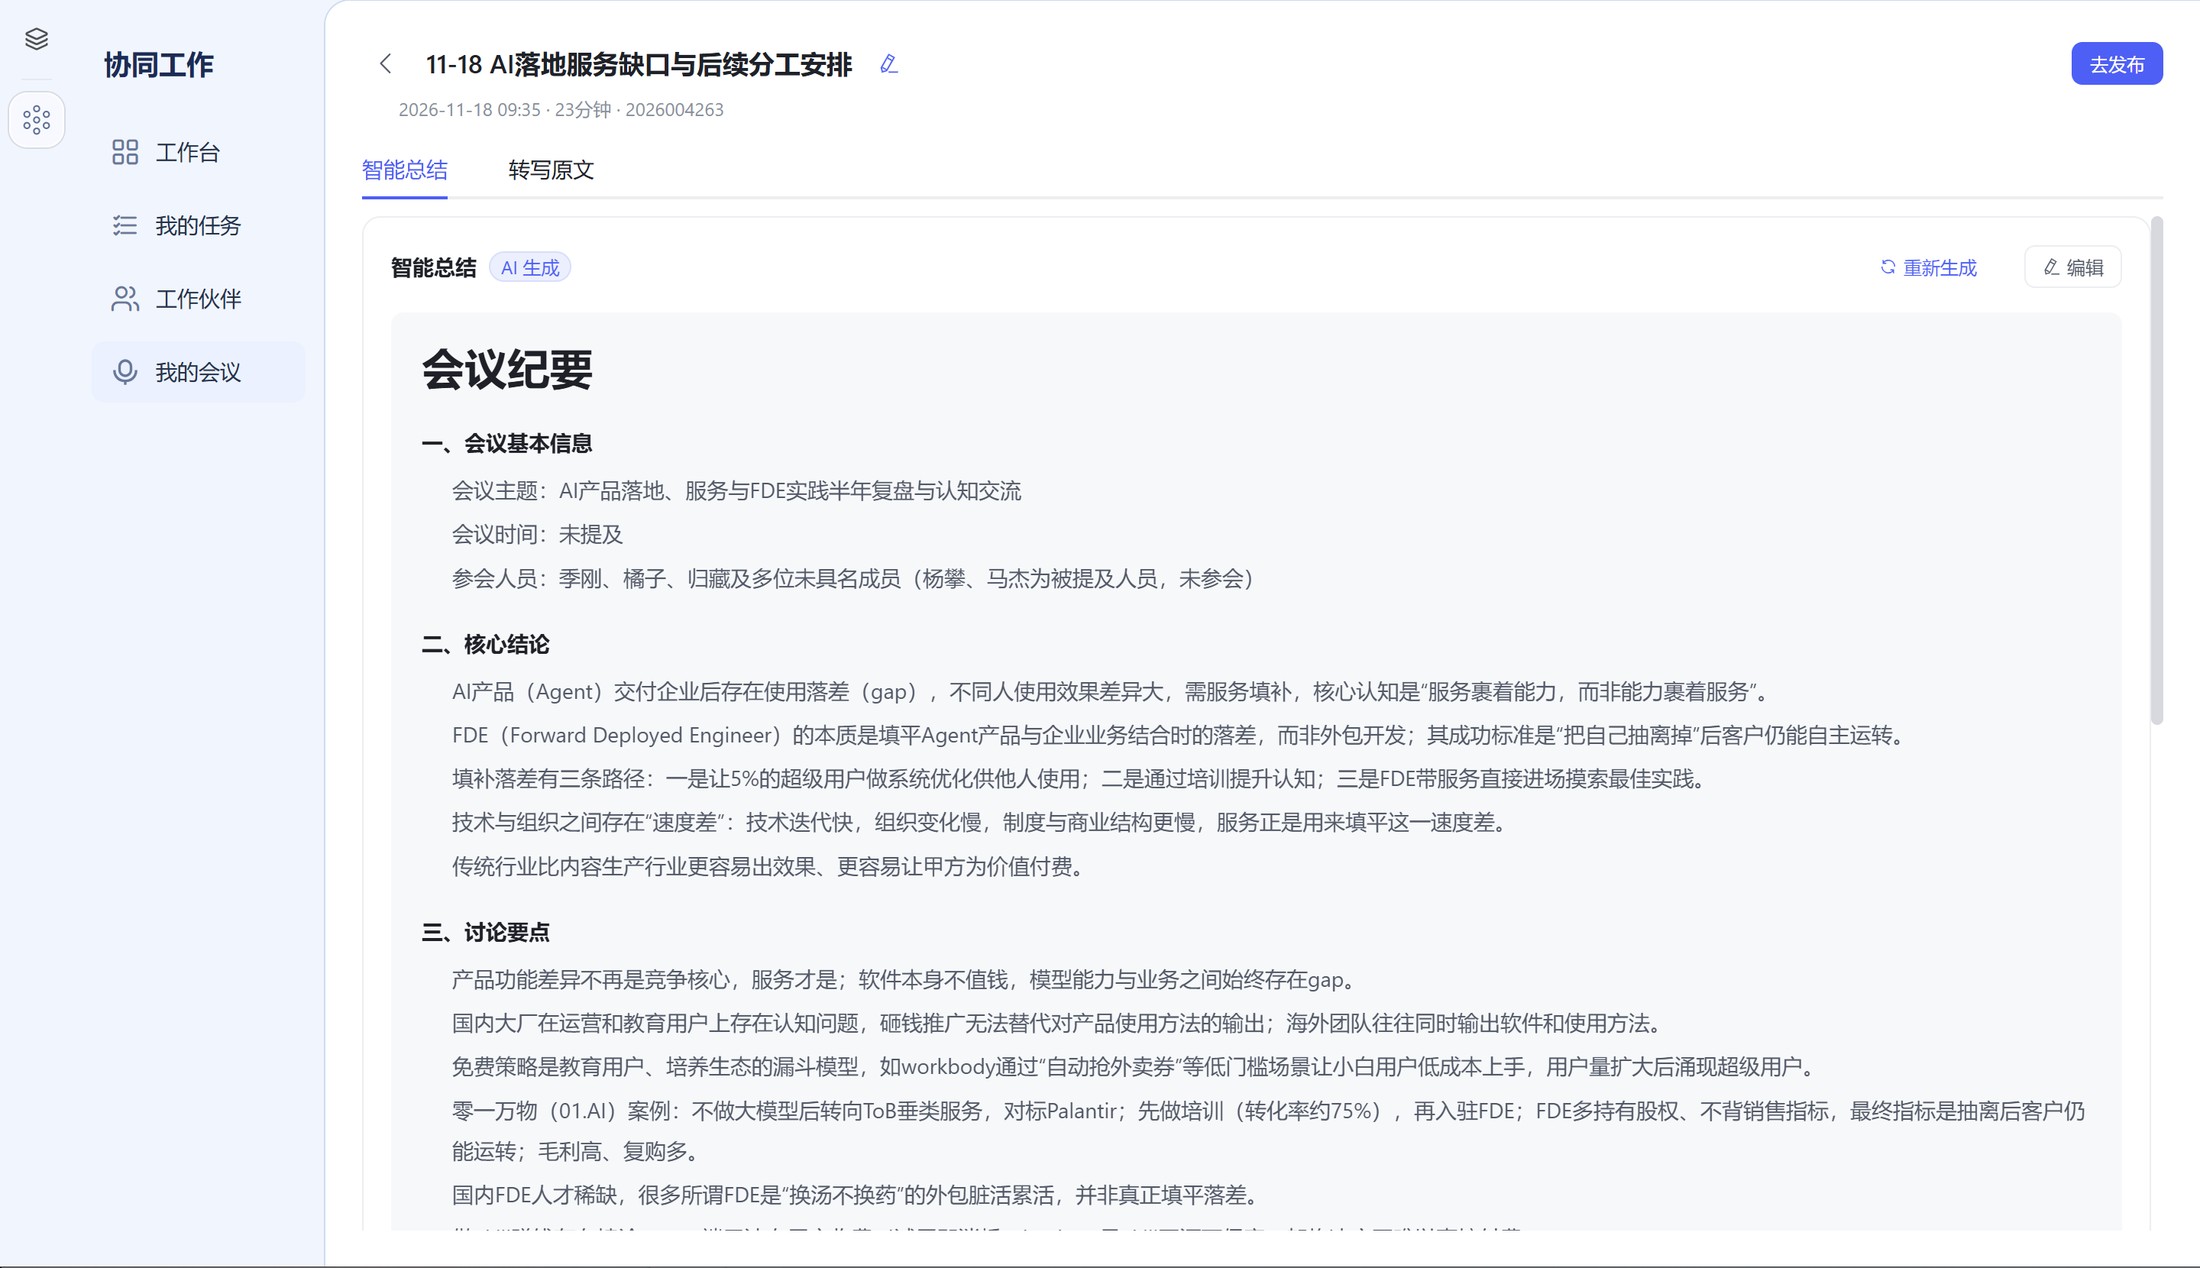 协同工作
工作台
我的任务
工作伙伴
我的会议
11-18 AI落地服务缺口与后续分工安排
去发布
2026-11-18 09:35 · 23分钟 · 2026004263
智能总结
转写原文
智能总结
AI 生成
重新生成
编辑
会议纪要
一、会议基本信息
会议主题：AI产品落地、服务与FDE实践半年复盘与认知交流
会议时间：未提及
参会人员：季刚、橘子、归藏及多位未具名成员（杨攀、马杰为被提及人员，未参会）
二、核心结论
AI产品（Agent）交付企业后存在使用落差（gap），不同人使用效果差异大，需服务填补，核心认知是“服务裹着能力，而非能力裹着服务”。
FDE（Forward Deployed Engineer）的本质是填平Agent产品与企业业务结合时的落差，而非外包开发；其成功标准是“把自己抽离掉”后客户仍能自主运转。
填补落差有三条路径：一是让5%的超级用户做系统优化供他人使用；二是通过培训提升认知；三是FDE带服务直接进场摸索最佳实践。
技术与组织之间存在“速度差”：技术迭代快，组织变化慢，制度与商业结构更慢，服务正是用来填平这一速度差。
传统行业比内容生产行业更容易出效果、更容易让甲方为价值付费。
三、讨论要点
产品功能差异不再是竞争核心，服务才是；软件本身不值钱，模型能力与业务之间始终存在gap。
国内大厂在运营和教育用户上存在认知问题，砸钱推广无法替代对产品使用方法的输出；海外团队往往同时输出软件和使用方法。
免费策略是教育用户、培养生态的漏斗模型，如workbody通过“自动抢外卖券”等低门槛场景让小白用户低成本上手，用户量扩大后涌现超级用户。
零一万物（01.AI）案例：不做大模型后转向ToB垂类服务，对标Palantir；先做培训（转化率约75%），再入驻FDE；FDE多持有股权、不背销售指标，最终指标是抽离后客户仍
能运转；毛利高、复购多。
国内FDE人才稀缺，很多所谓FDE是“换汤不换药”的外包脏活累活，并非真正填平落差。